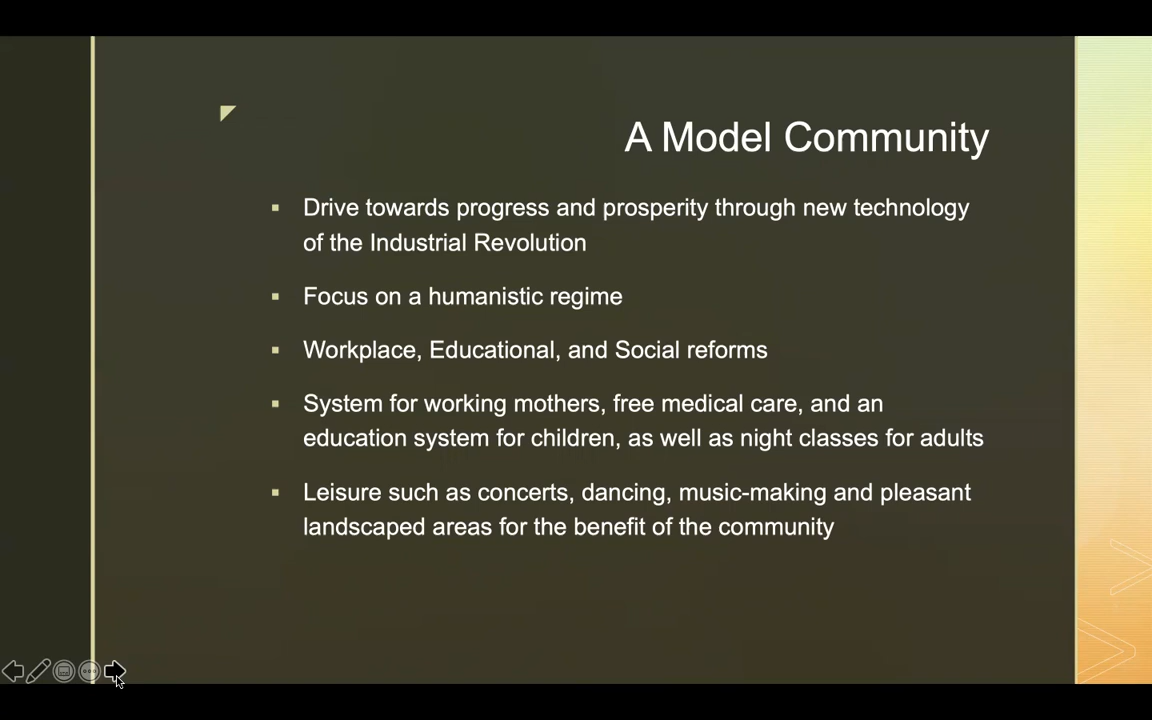 A Model Community
▪ Drive towards progress and prosperity through new technology
of the Industrial Revolution
▪ Focus on a humanistic regime
▪ Workplace, Educational, and Social reforms
▪ System for working mothers, free medical care, and an
education system for children, as well as night classes for adults
▪ Leisure such as concerts, dancing, music-making and pleasant
landscaped areas for the benefit of the community